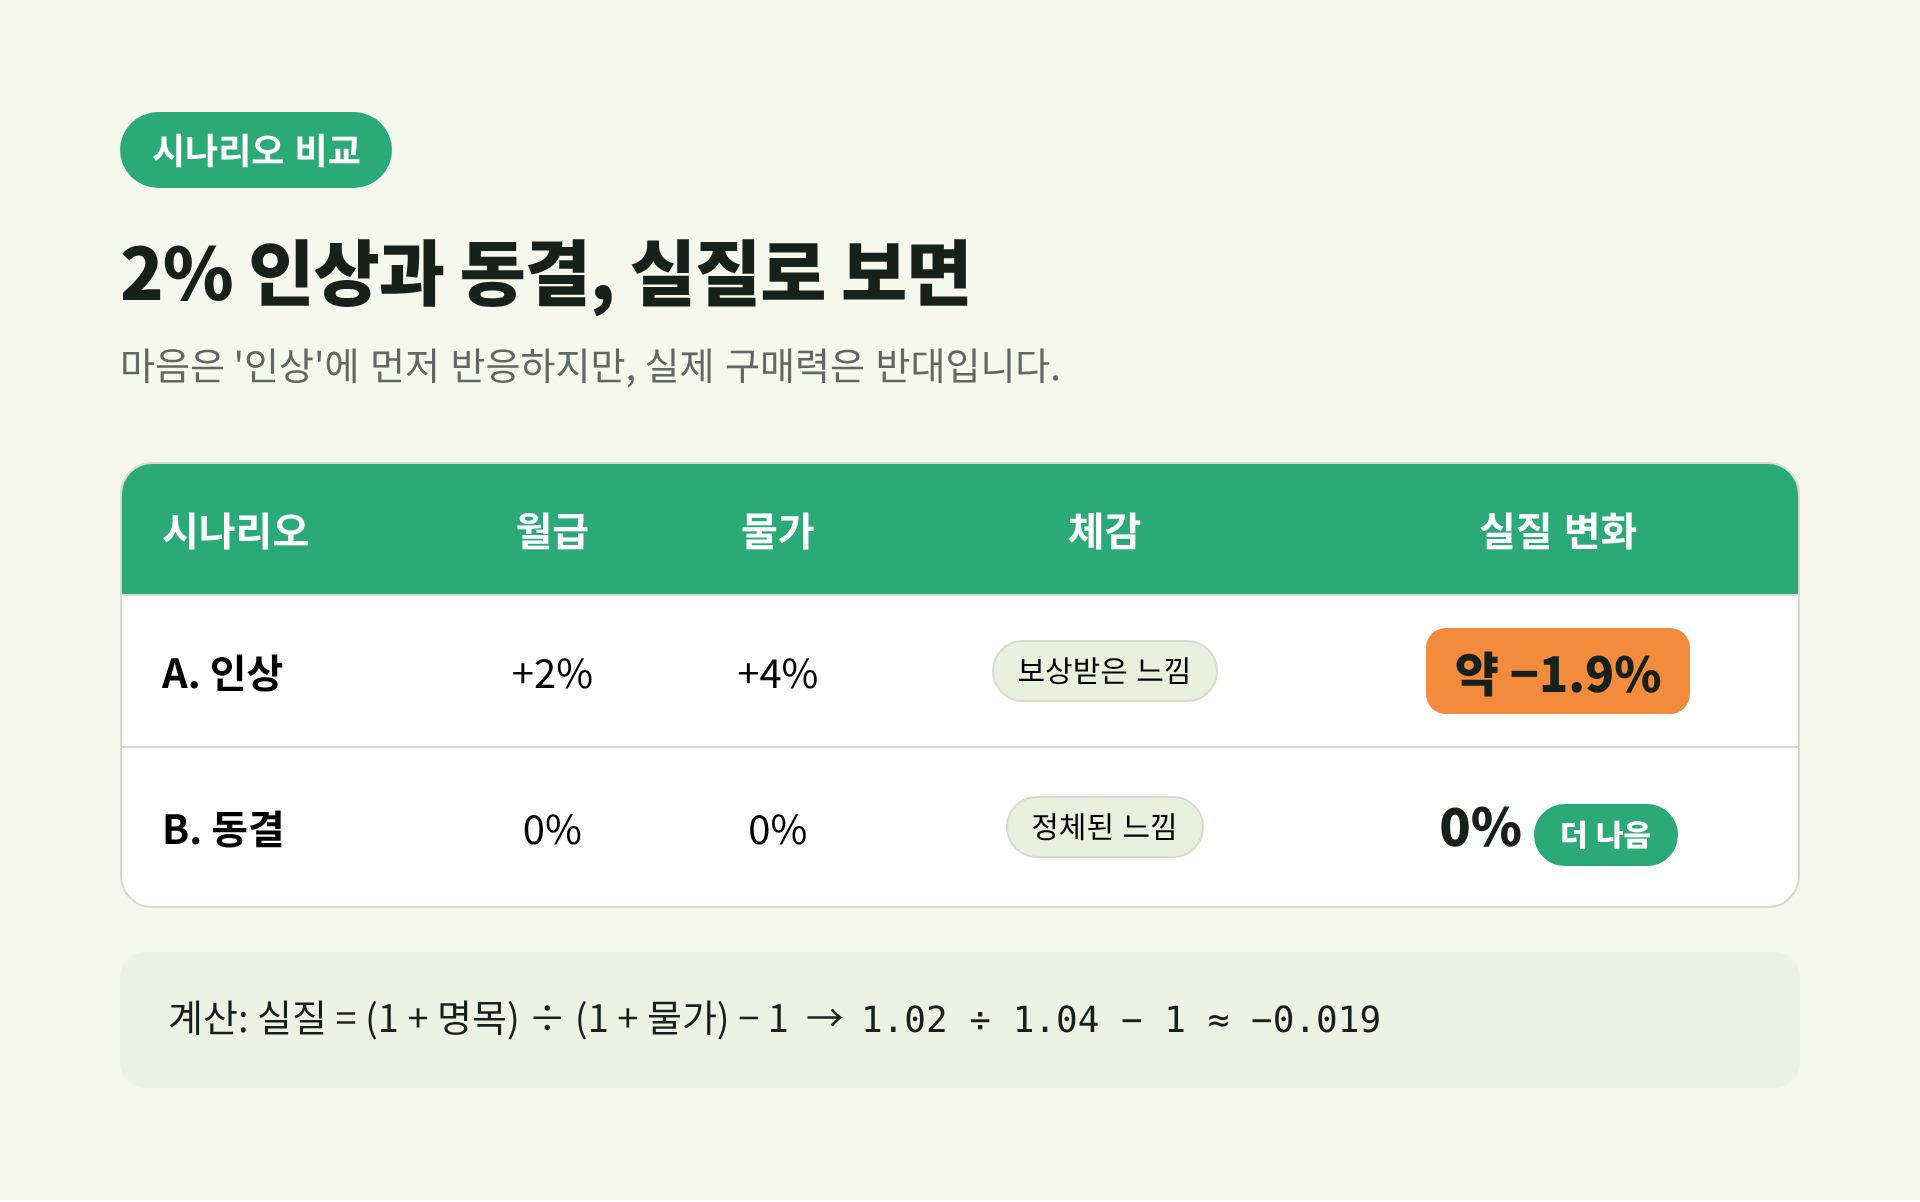 시나리오 비교
2% 인상과 동결, 실질로 보면
마음은 '인상'에 먼저 반응하지만, 실제 구매력은 반대입니다.
시나리오 월급 물가 체감 실질 변화
A. 인상 +2% +4% 보상받은 느낌 약 −1.9%
B. 동결 0% 0% 정체된 느낌 0% 더 나음
계산: 실질 = (1 + 명목) ÷ (1 + 물가) − 1 → 1.02 ÷ 1.04 − 1 ≈ −0.019